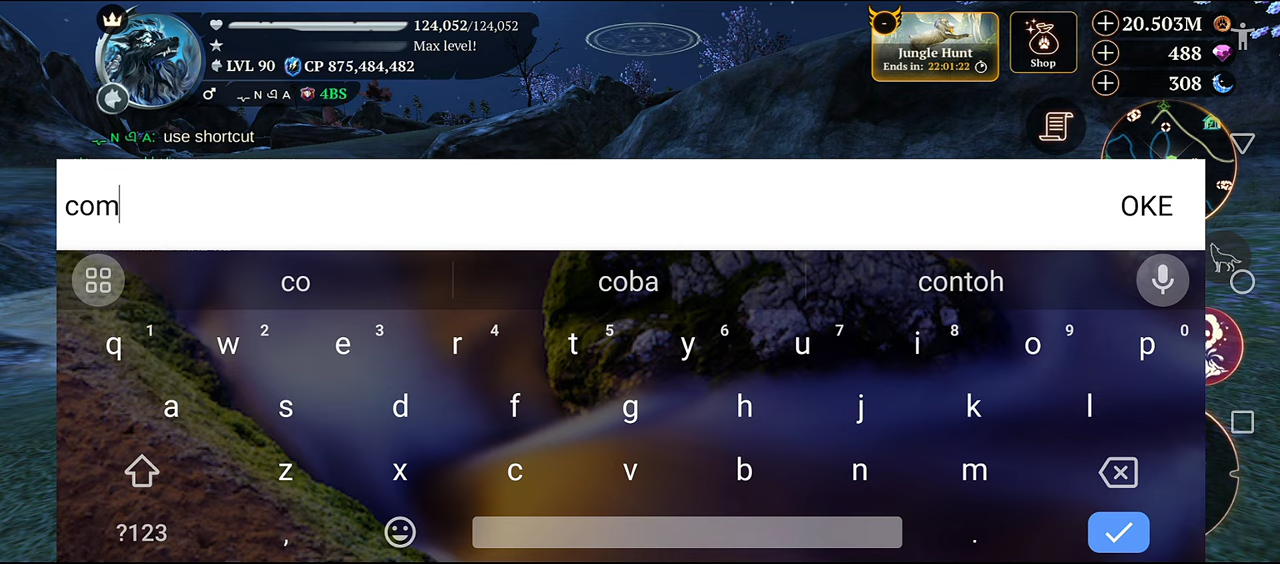 124,052/124,052
Max level!
LVL 90 CP 875,484,482
N A 4BS
N A: use shortcut
Jungle Hunt
Ends in: 22:01:22
Shop
20.503M
488
308
com
OKE
co coba contoh
q 1 w 2 e 3 r 4 t 5 y 6 u 7 i 8 o 9 p 0
a s d f g h j k l
z x c v b n m
?123 , .